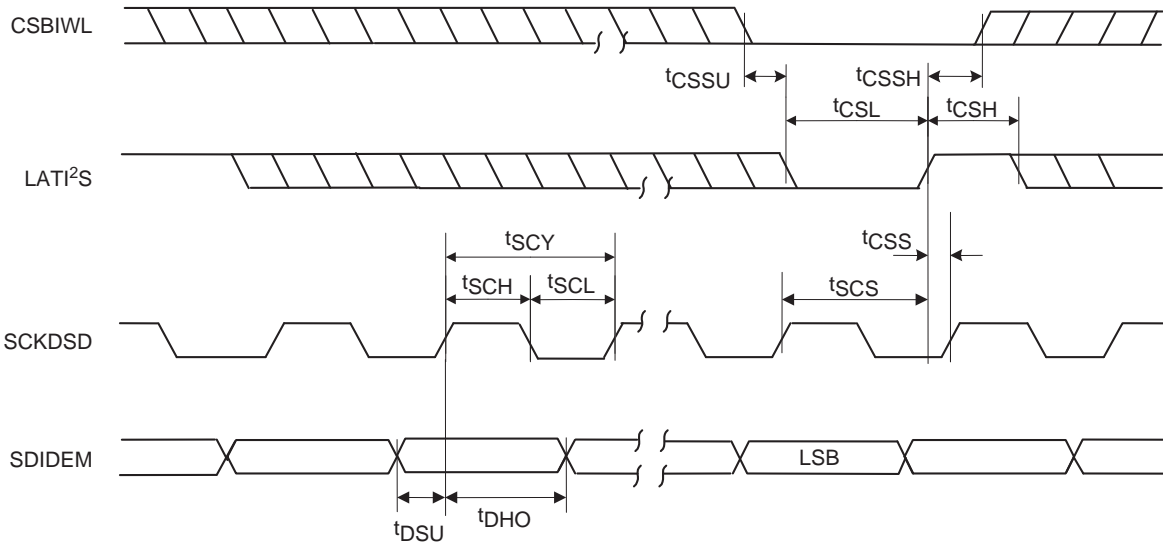 CSBIWL
tCSSU
tCSSH
tCSL
tCSH
LATI²S
tCSS
tSCY
tSCH
tSCL
tSCS
SCKDSD
SDIDEM
LSB
tDSU
tDHO